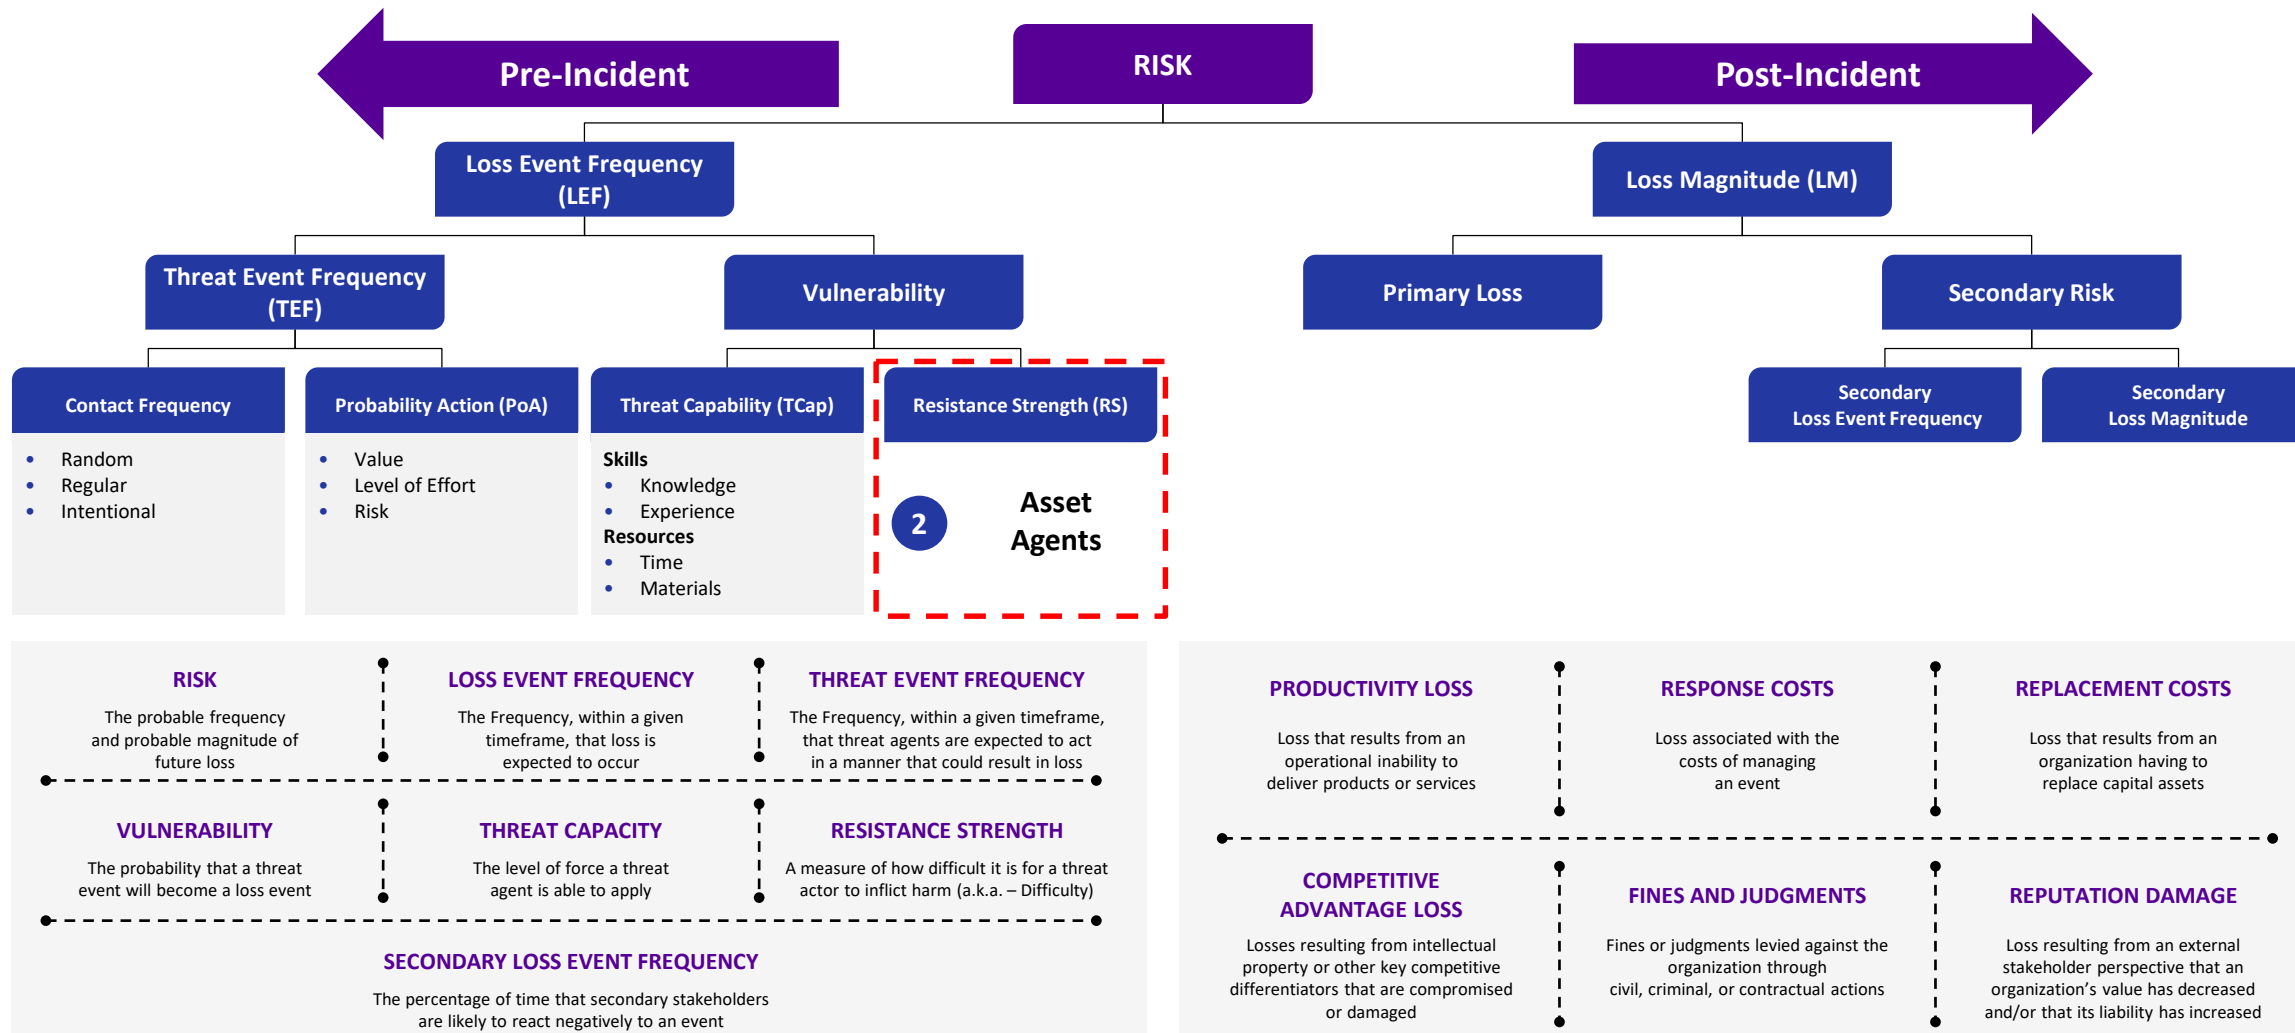 Pre-Incident
RISK
Post-Incident
Loss Event Frequency
(LEF)
Loss Magnitude (LM)
Threat Event Frequency
(TEF)
Vulnerability
Primary Loss
Secondary Risk
Contact Frequency
• Random
• Regular
• Intentional
Probability Action (PoA)
• Value
• Level of Effort
• Risk
Threat Capability (TCap)
Skills
• Knowledge
• Experience
Resources
• Time
• Materials
Resistance Strength (RS)
2
Asset
Agents
Secondary
Loss Event Frequency
Secondary
Loss Magnitude
RISK
The probable frequency
and probable magnitude of
future loss
LOSS EVENT FREQUENCY
The Frequency, within a given
timeframe, that loss is
expected to occur
THREAT EVENT FREQUENCY
The Frequency, within a given timeframe,
that threat agents are expected to act
in a manner that could result in loss
VULNERABILITY
The probability that a threat
event will become a loss event
THREAT CAPACITY
The level of force a threat
agent is able to apply
RESISTANCE STRENGTH
A measure of how difficult it is for a threat
actor to inflict harm (a.k.a. – Difficulty)
SECONDARY LOSS EVENT FREQUENCY
The percentage of time that secondary stakeholders
are likely to react negatively to an event
PRODUCTIVITY LOSS
Loss that results from an
operational inability to
deliver products or services
RESPONSE COSTS
Loss associated with the
costs of managing
an event
REPLACEMENT COSTS
Loss that results from an
organization having to
replace capital assets
COMPETITIVE
ADVANTAGE LOSS
Losses resulting from intellectual
property or other key competitive
differentiators that are compromised
or damaged
FINES AND JUDGMENTS
Fines or judgments levied against the
organization through
civil, criminal, or contractual actions
REPUTATION DAMAGE
Loss resulting from an external
stakeholder perspective that an
organization’s value has decreased
and/or that its liability has increased